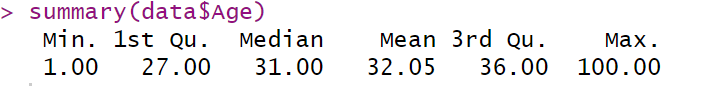 > summary(data$Age)
Min. 1st Qu. Median Mean 3rd Qu. Max.
1.00 27.00 31.00 32.05 36.00 100.00